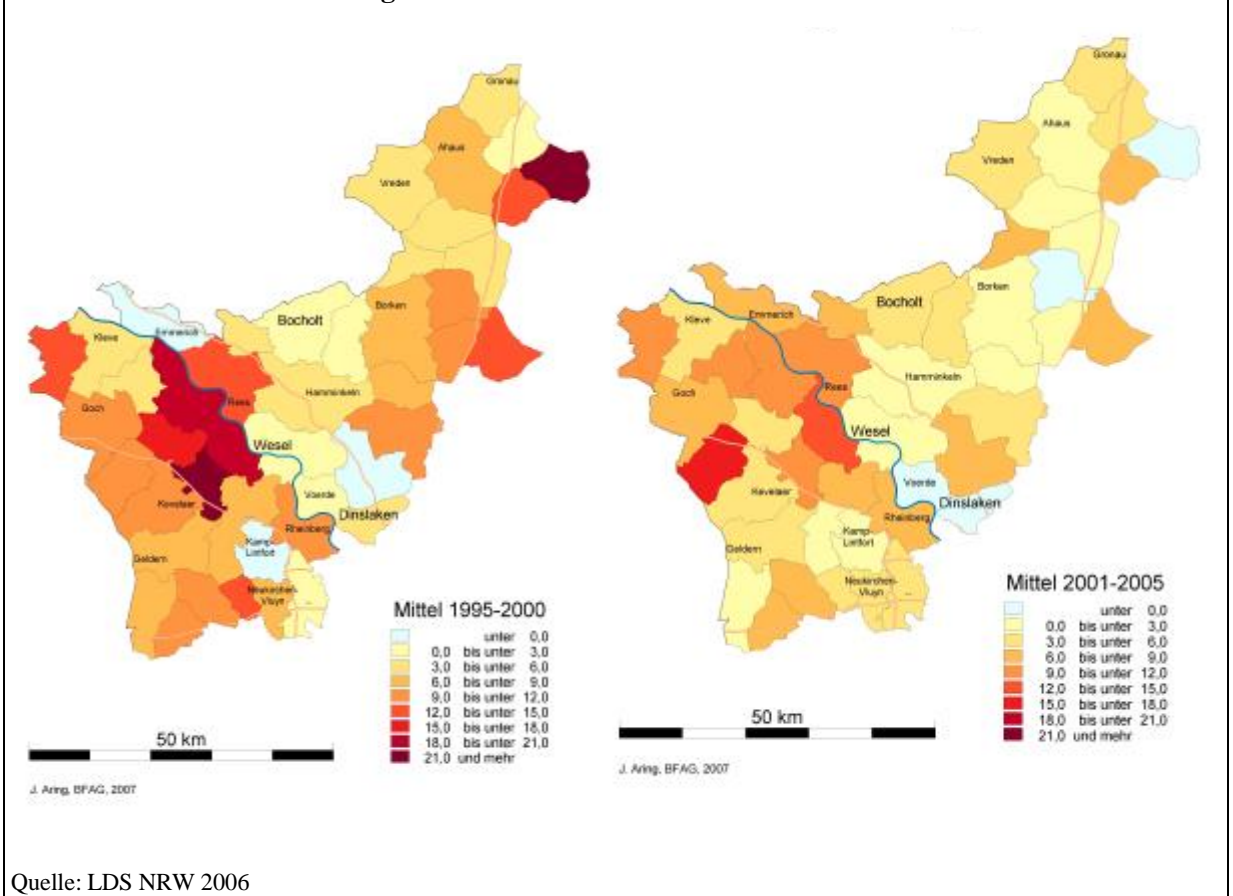 Gronau
Ahaus
Vreden
Borken
Bocholt
Emmerich
Kleve
Hamminkeln
Rees
Goch
Wesel
Voerde
Kevelaer
Dinslaken
Rheinberg
Kamp-
Lintfort
Geldern
Neukirchen-
Vluyn
Mittel 1995-2000
unter 0,0
0,0 bis unter 3,0
3,0 bis unter 6,0
6,0 bis unter 9,0
9,0 bis unter 12,0
12,0 bis unter 15,0
15,0 bis unter 18,0
18,0 bis unter 21,0
21,0 und mehr
50 km
J. Aring, BFAG, 2007
Gronau
Ahaus
Vreden
Borken
Bocholt
Emmerich
Kleve
Hamminkeln
Rees
Goch
Wesel
Voerde
Kevelaer
Dinslaken
Rheinberg
Kamp-
Lintfort
Geldern
Neukirchen-
Vluyn
Mittel 2001-2005
unter 0,0
0,0 bis unter 3,0
3,0 bis unter 6,0
6,0 bis unter 9,0
9,0 bis unter 12,0
12,0 bis unter 15,0
15,0 bis unter 18,0
18,0 bis unter 21,0
21,0 und mehr
50 km
J. Aring, BFAG, 2007
Quelle: LDS NRW 2006